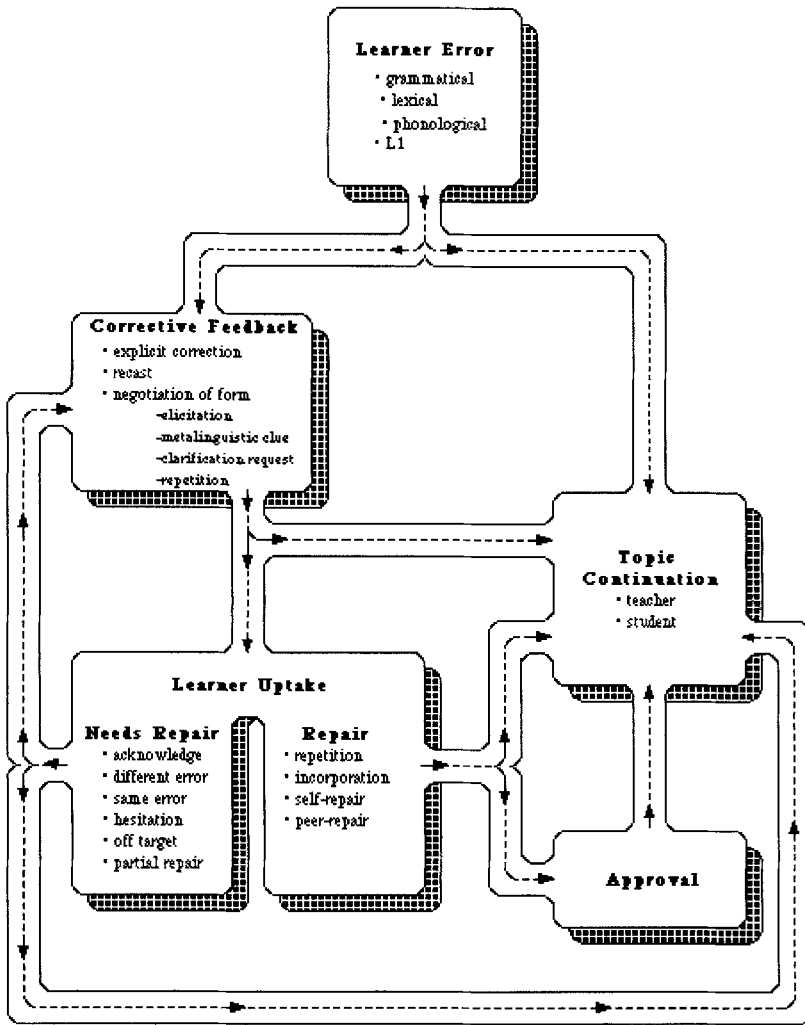 Learner Error
• grammatical
• lexical
• phonological
• L1
Corrective Feedback
• explicit correction
• recast
• negotiation of form
-elicitation
-metalinguistic clue
-clarification request
-repetition
Topic
Continuation
• teacher
• student
Learner Uptake
Needs Repair
• acknowledge
• different error
• same error
• hesitation
• off target
• partial repair
Repair
• repetition
• incorporation
• self-repair
• peer-repair
Approval